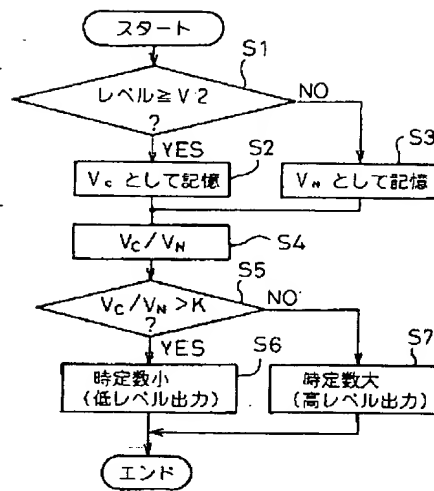 スタート
S1
レベル≧V2
?
NO
YES
S2
S3
VC として記憶
VN として記憶
VC/VN
S4
S5
VC/VN>K
?
NO
YES
S6
S7
時定数小
(低レベル出力)
時定数大
(高レベル出力)
エンド